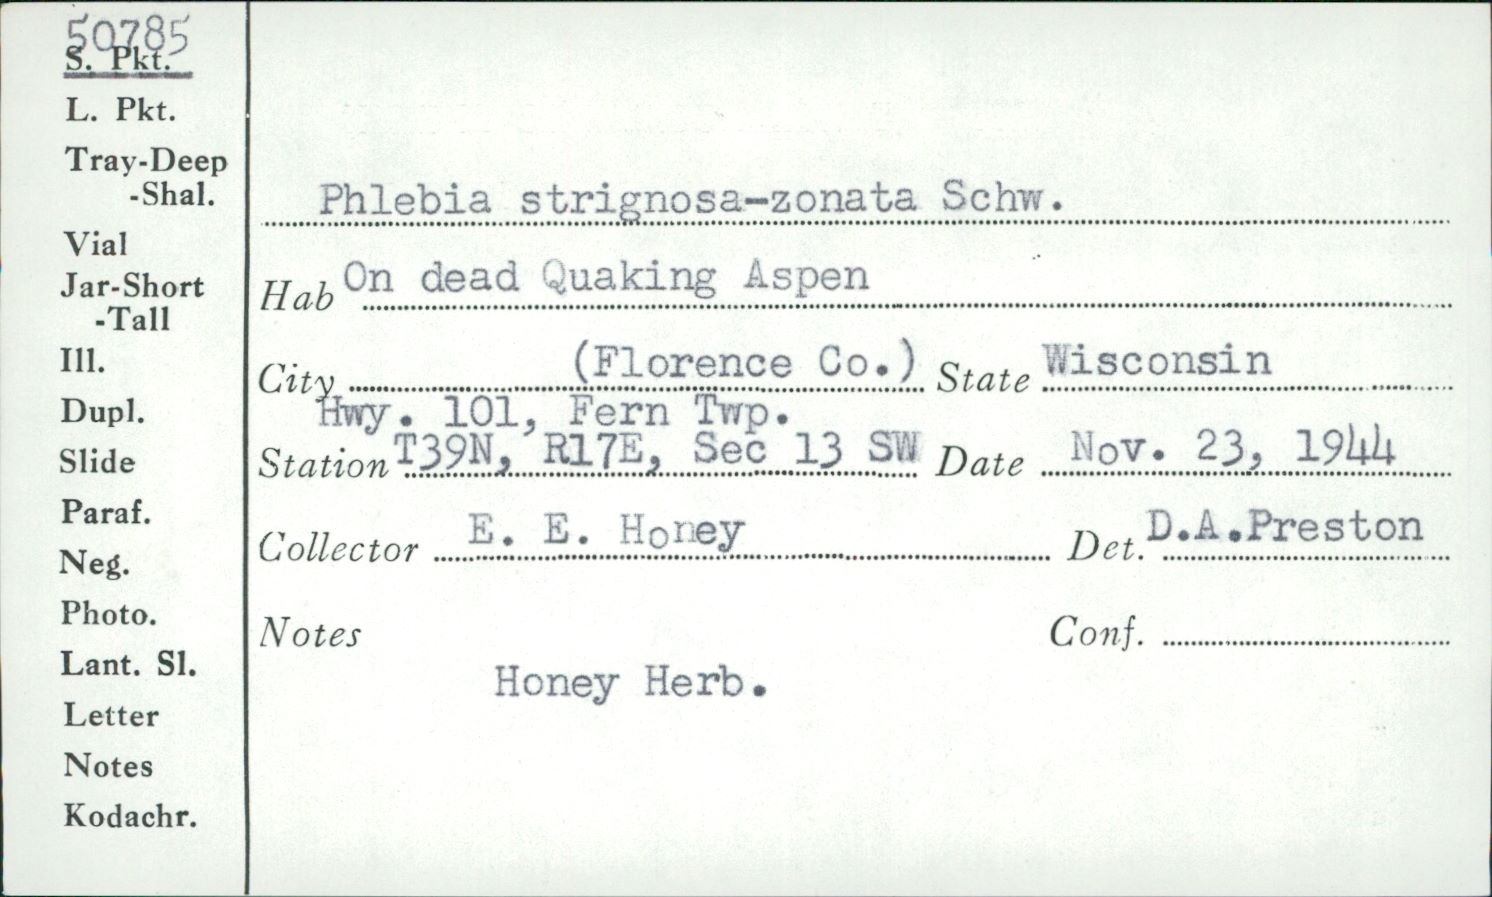 50785
S. Pkt.
L. Pkt.
Tray-Deep
-Shal.
Vial
Jar-Short
-Tall
Ill.
Dupl.
Slide
Paraf.
Neg.
Photo.
Lant. Sl.
Letter
Notes
Kodachr.
Phlebia strignosa-zonata Schw.
Hab On dead Quaking Aspen
City (Florence Co.) State Wisconsin
Hwy. 101, Fern Twp.
Station T39N, R17E, Sec 13 SW Date Nov. 23, 1944
Collector E. E. Honey Det. D.A.Preston
Notes Conf.
Honey Herb.